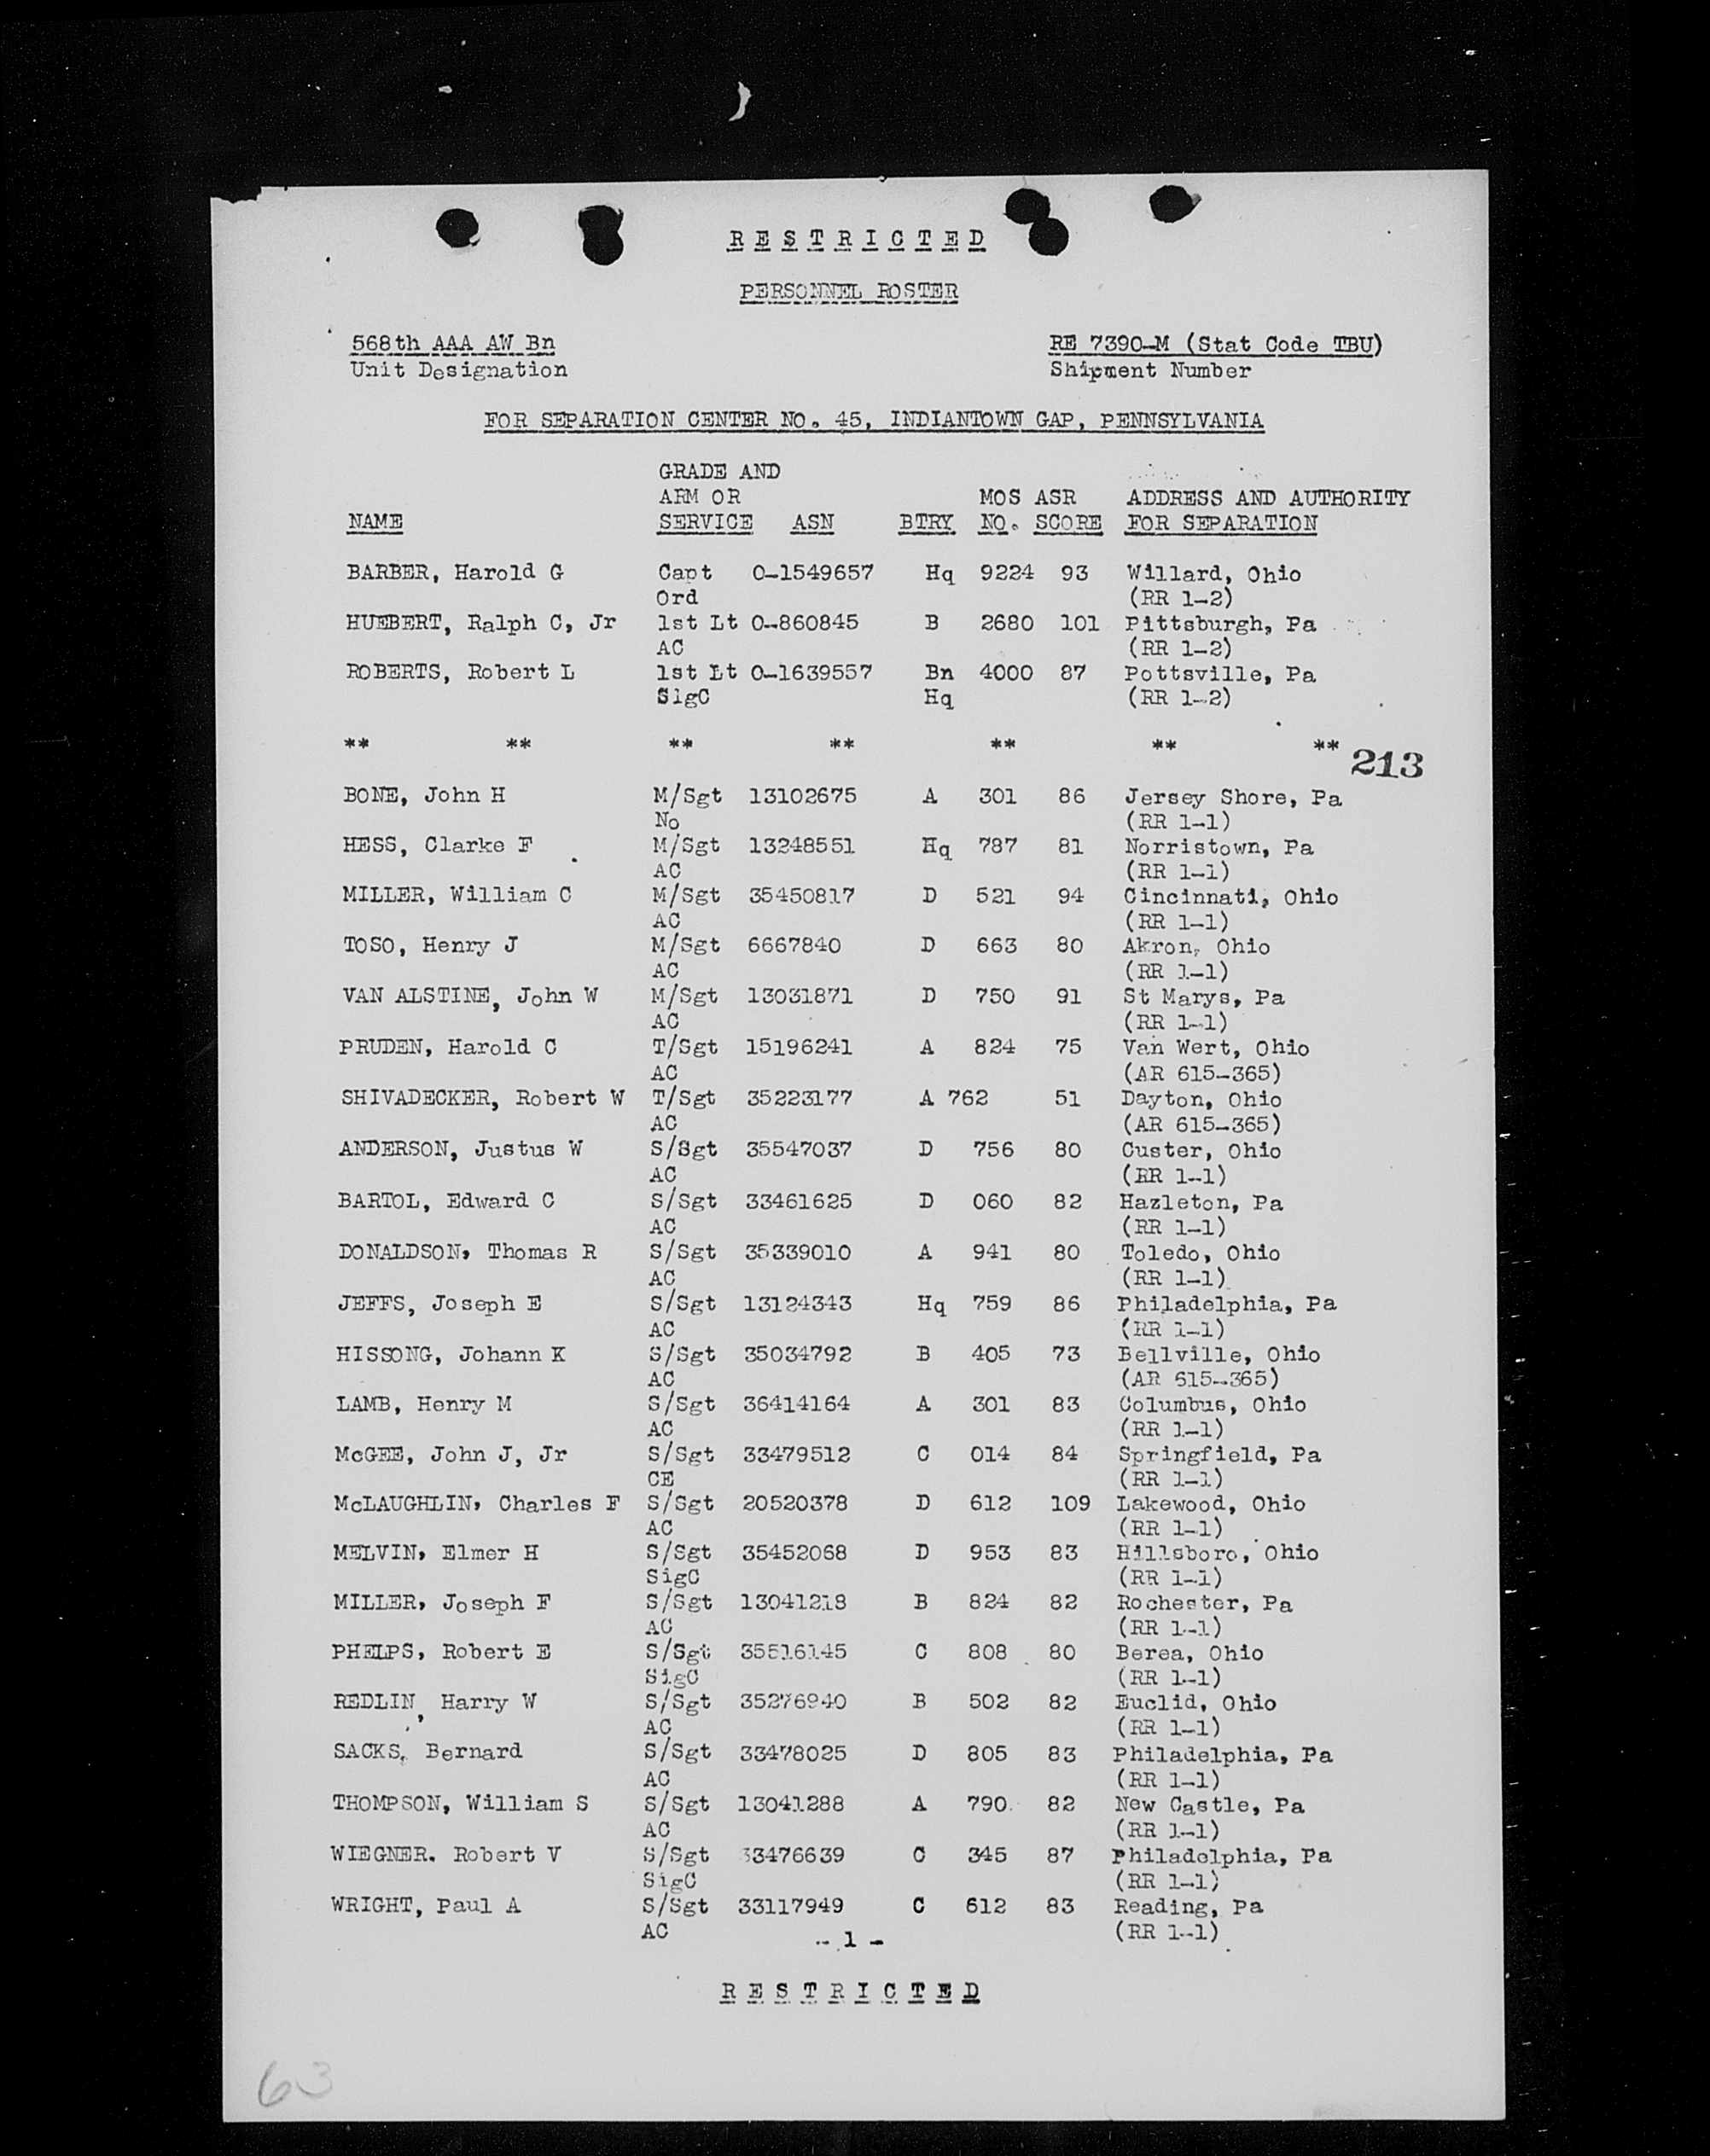 R E S T R I C T E D
PERSONNEL ROSTER
568th AAA AW Bn RE 7390-M (Stat Code TBU)
Unit Designation Shipment Number
FOR SEPARATION CENTER NO. 45, INDIANTOWN GAP, PENNSYLVANIA
GRADE AND
ARM OR MOS ASR ADDRESS AND AUTHORITY
NAME SERVICE ASN BTRY NO. SCORE FOR SEPARATION
BARBER, Harold G Capt O-1549657 Hq 9224 93 Willard, Ohio
Ord (RR 1-2)
HUEBERT, Ralph C, Jr 1st Lt O-860845 B 2680 101 Pittsburgh, Pa
AC (RR 1-2)
ROBERTS, Robert L 1st Lt O-1639557 Bn 4000 87 Pottsville, Pa
SigC Hq (RR 1-2)
** ** ** ** ** ** **
213
BONE, John H M/Sgt 13102675 A 301 86 Jersey Shore, Pa
No (RR 1-1)
HESS, Clarke F M/Sgt 13248551 Hq 787 81 Norristown, Pa
AC (RR 1-1)
MILLER, William C M/Sgt 35450817 D 521 94 Cincinnati, Ohio
AC (RR 1-1)
TOSO, Henry J M/Sgt 6667840 D 663 80 Akron, Ohio
AC (RR 1-1)
VAN ALSTINE, John W M/Sgt 13031871 D 750 91 St Marys, Pa
AC (RR 1-1)
PRUDEN, Harold C T/Sgt 15196241 A 824 75 Van Wert, Ohio
AC (AR 615-365)
SHIVADECKER, Robert W T/Sgt 35223177 A 762 51 Dayton, Ohio
AC (AR 615-365)
ANDERSON, Justus W S/Sgt 35547037 D 756 80 Custer, Ohio
AC (RR 1-1)
BARTOL, Edward C S/Sgt 33461625 D 060 82 Hazleton, Pa
AC (RR 1-1)
DONALDSON, Thomas R S/Sgt 35339010 A 941 80 Toledo, Ohio
AC (RR 1-1)
JEFFS, Joseph E S/Sgt 13124343 Hq 759 86 Philadelphia, Pa
AC (RR 1-1)
HISSONG, Johann K S/Sgt 35034792 B 405 73 Bellville, Ohio
AC (AR 615-365)
LAMB, Henry M S/Sgt 36414164 A 301 83 Columbus, Ohio
AC (RR 1-1)
McGEE, John J, Jr S/Sgt 33479512 C 014 84 Springfield, Pa
CE (RR 1-1)
McLAUGHLIN, Charles F S/Sgt 20520378 D 612 109 Lakewood, Ohio
AC (RR 1-1)
MELVIN, Elmer H S/Sgt 35452068 D 953 83 Hillsboro, Ohio
SigC (RR 1-1)
MILLER, Joseph F S/Sgt 13041218 B 824 82 Rochester, Pa
AC (RR 1-1)
PHELPS, Robert E S/Sgt 35516145 C 808 80 Berea, Ohio
SigC (RR 1-1)
REDLIN, Harry W S/Sgt 35276940 B 502 82 Euclid, Ohio
AC (RR 1-1)
SACKS, Bernard S/Sgt 33478025 D 805 83 Philadelphia, Pa
AC (RR 1-1)
THOMPSON, William S S/Sgt 13041288 A 790 82 New Castle, Pa
AC (RR 1-1)
WIEGNER. Robert V S/Sgt 33476639 C 345 87 Philadelphia, Pa
SigC (RR 1-1)
WRIGHT, Paul A S/Sgt 33117949 C 612 83 Reading, Pa
AC (RR 1-1)
- 1 -
R E S T R I C T E D
63